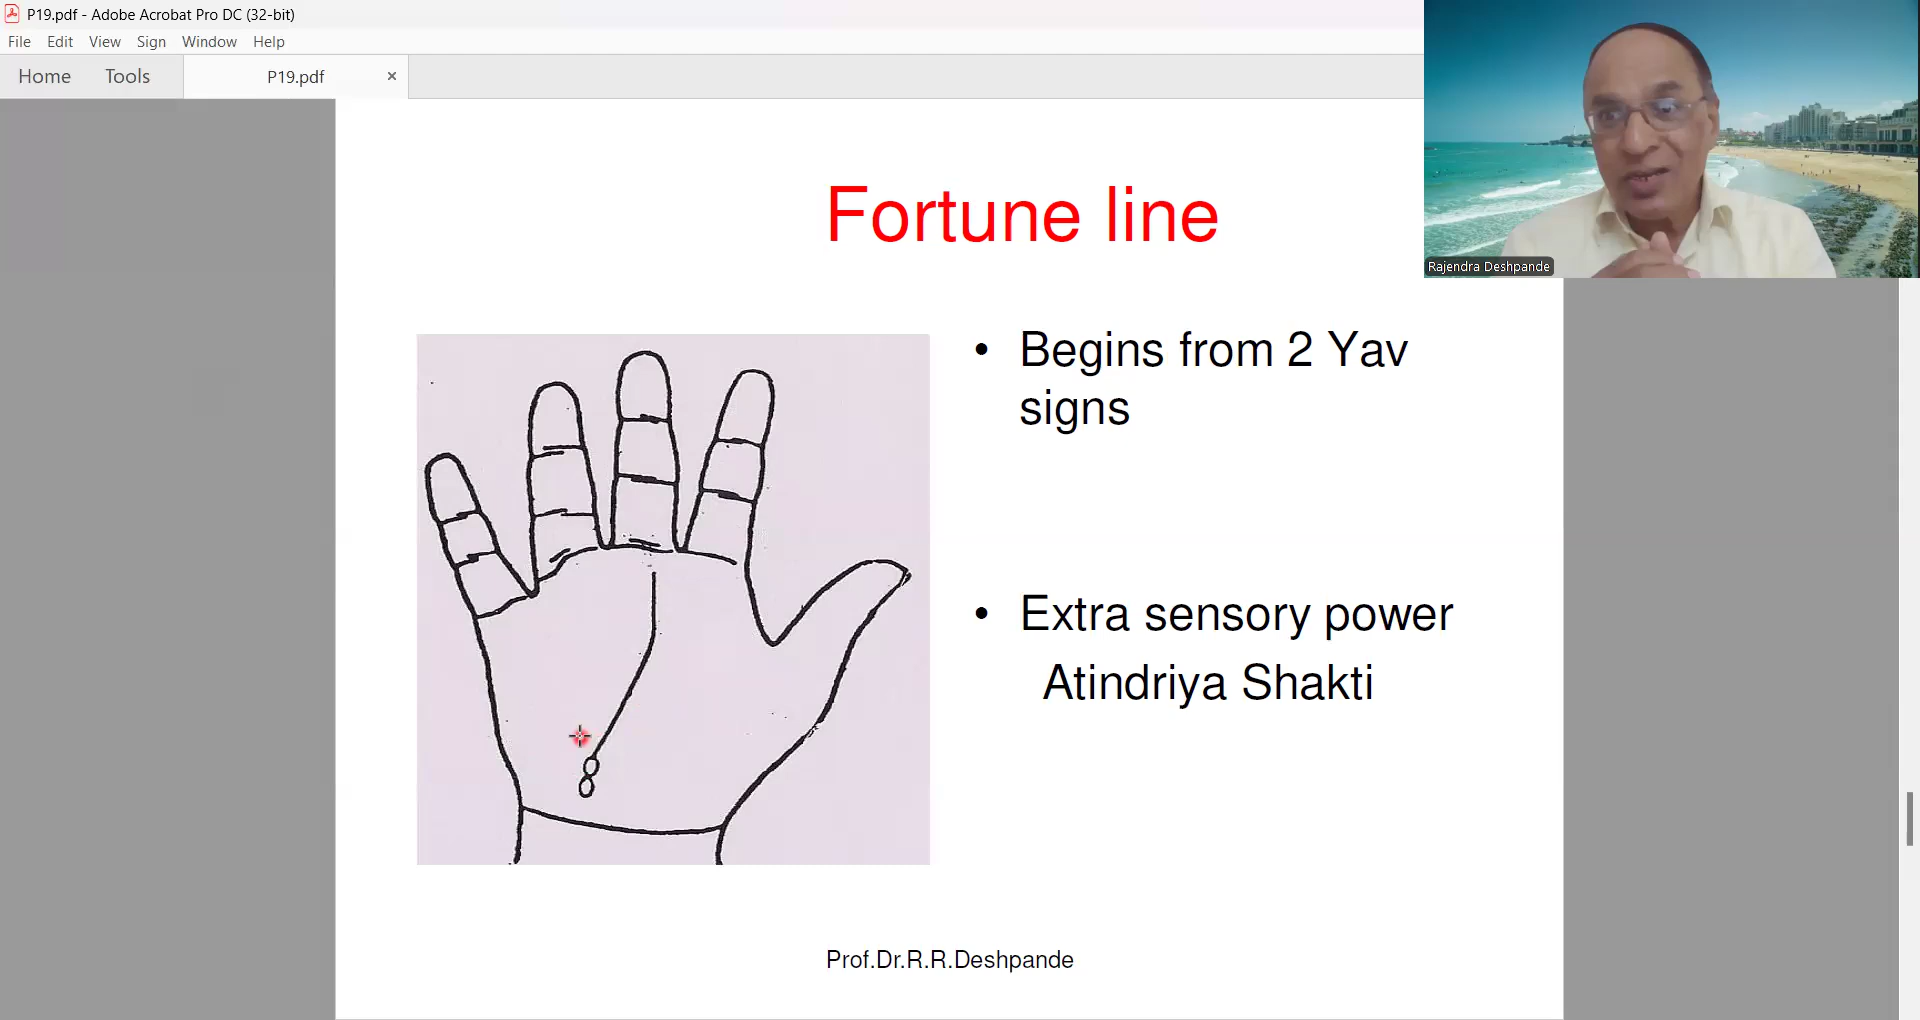 P19.pdf - Adobe Acrobat Pro DC (32-bit)
File Edit View Sign Window Help
Home Tools P19.pdf ×
Rajendra Deshpande
Fortune line
• Begins from 2 Yav
signs
• Extra sensory power
Atindriya Shakti
Prof.Dr.R.R.Deshpande